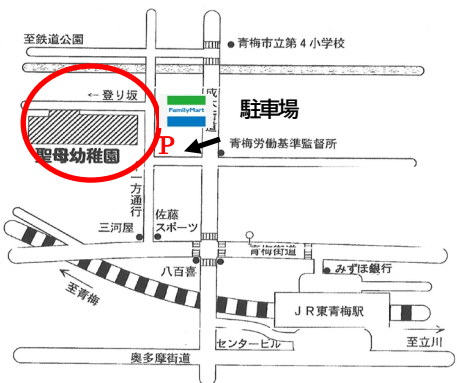 至鉄道公園
青梅市立第4小学校
←登り坂
成木街道
FamilyMart
駐車場
P
聖母幼稚園
青梅労働基準監督所
一方通行
佐藤
スポーツ
三河屋
青梅街道
八百喜
みずほ銀行
至青梅
JR東青梅駅
センタービル
至立川
奥多摩街道